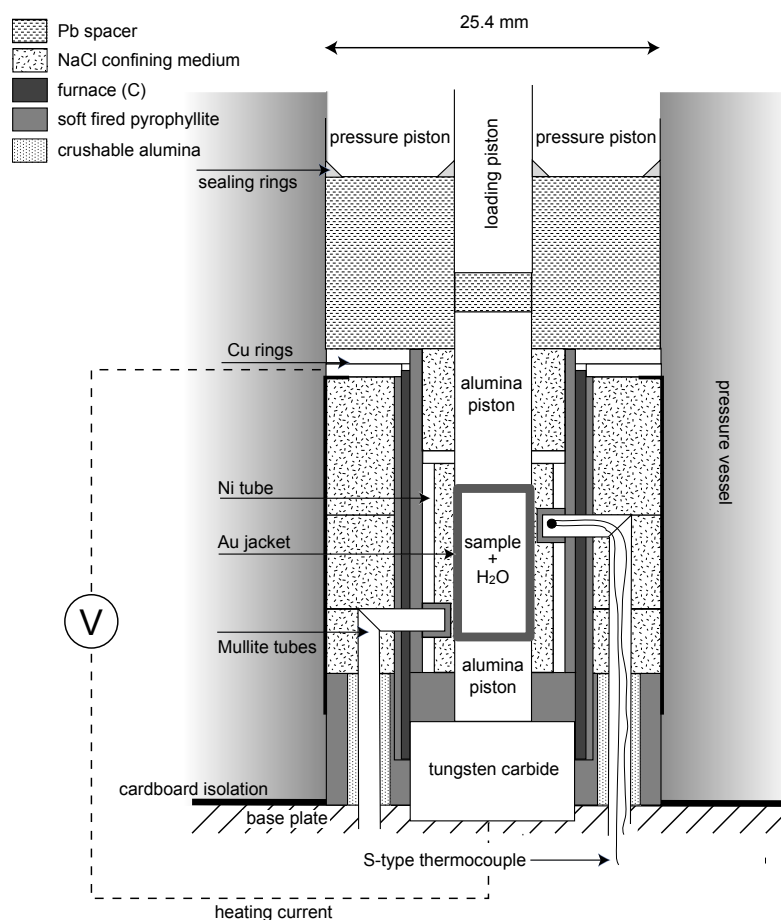 25.4 mm
Pb spacer
NaCl confining medium
furnace (C)
soft fired pyrophyllite
crushable alumina
pressure piston
pressure piston
sealing rings
loading piston
Cu rings
alumina
piston
pressure vessel
Ni tube
Au jacket
sample
+
H₂O
V
Mullite tubes
alumina
piston
tungsten carbide
cardboard isolation
base plate
S-type thermocouple
heating current